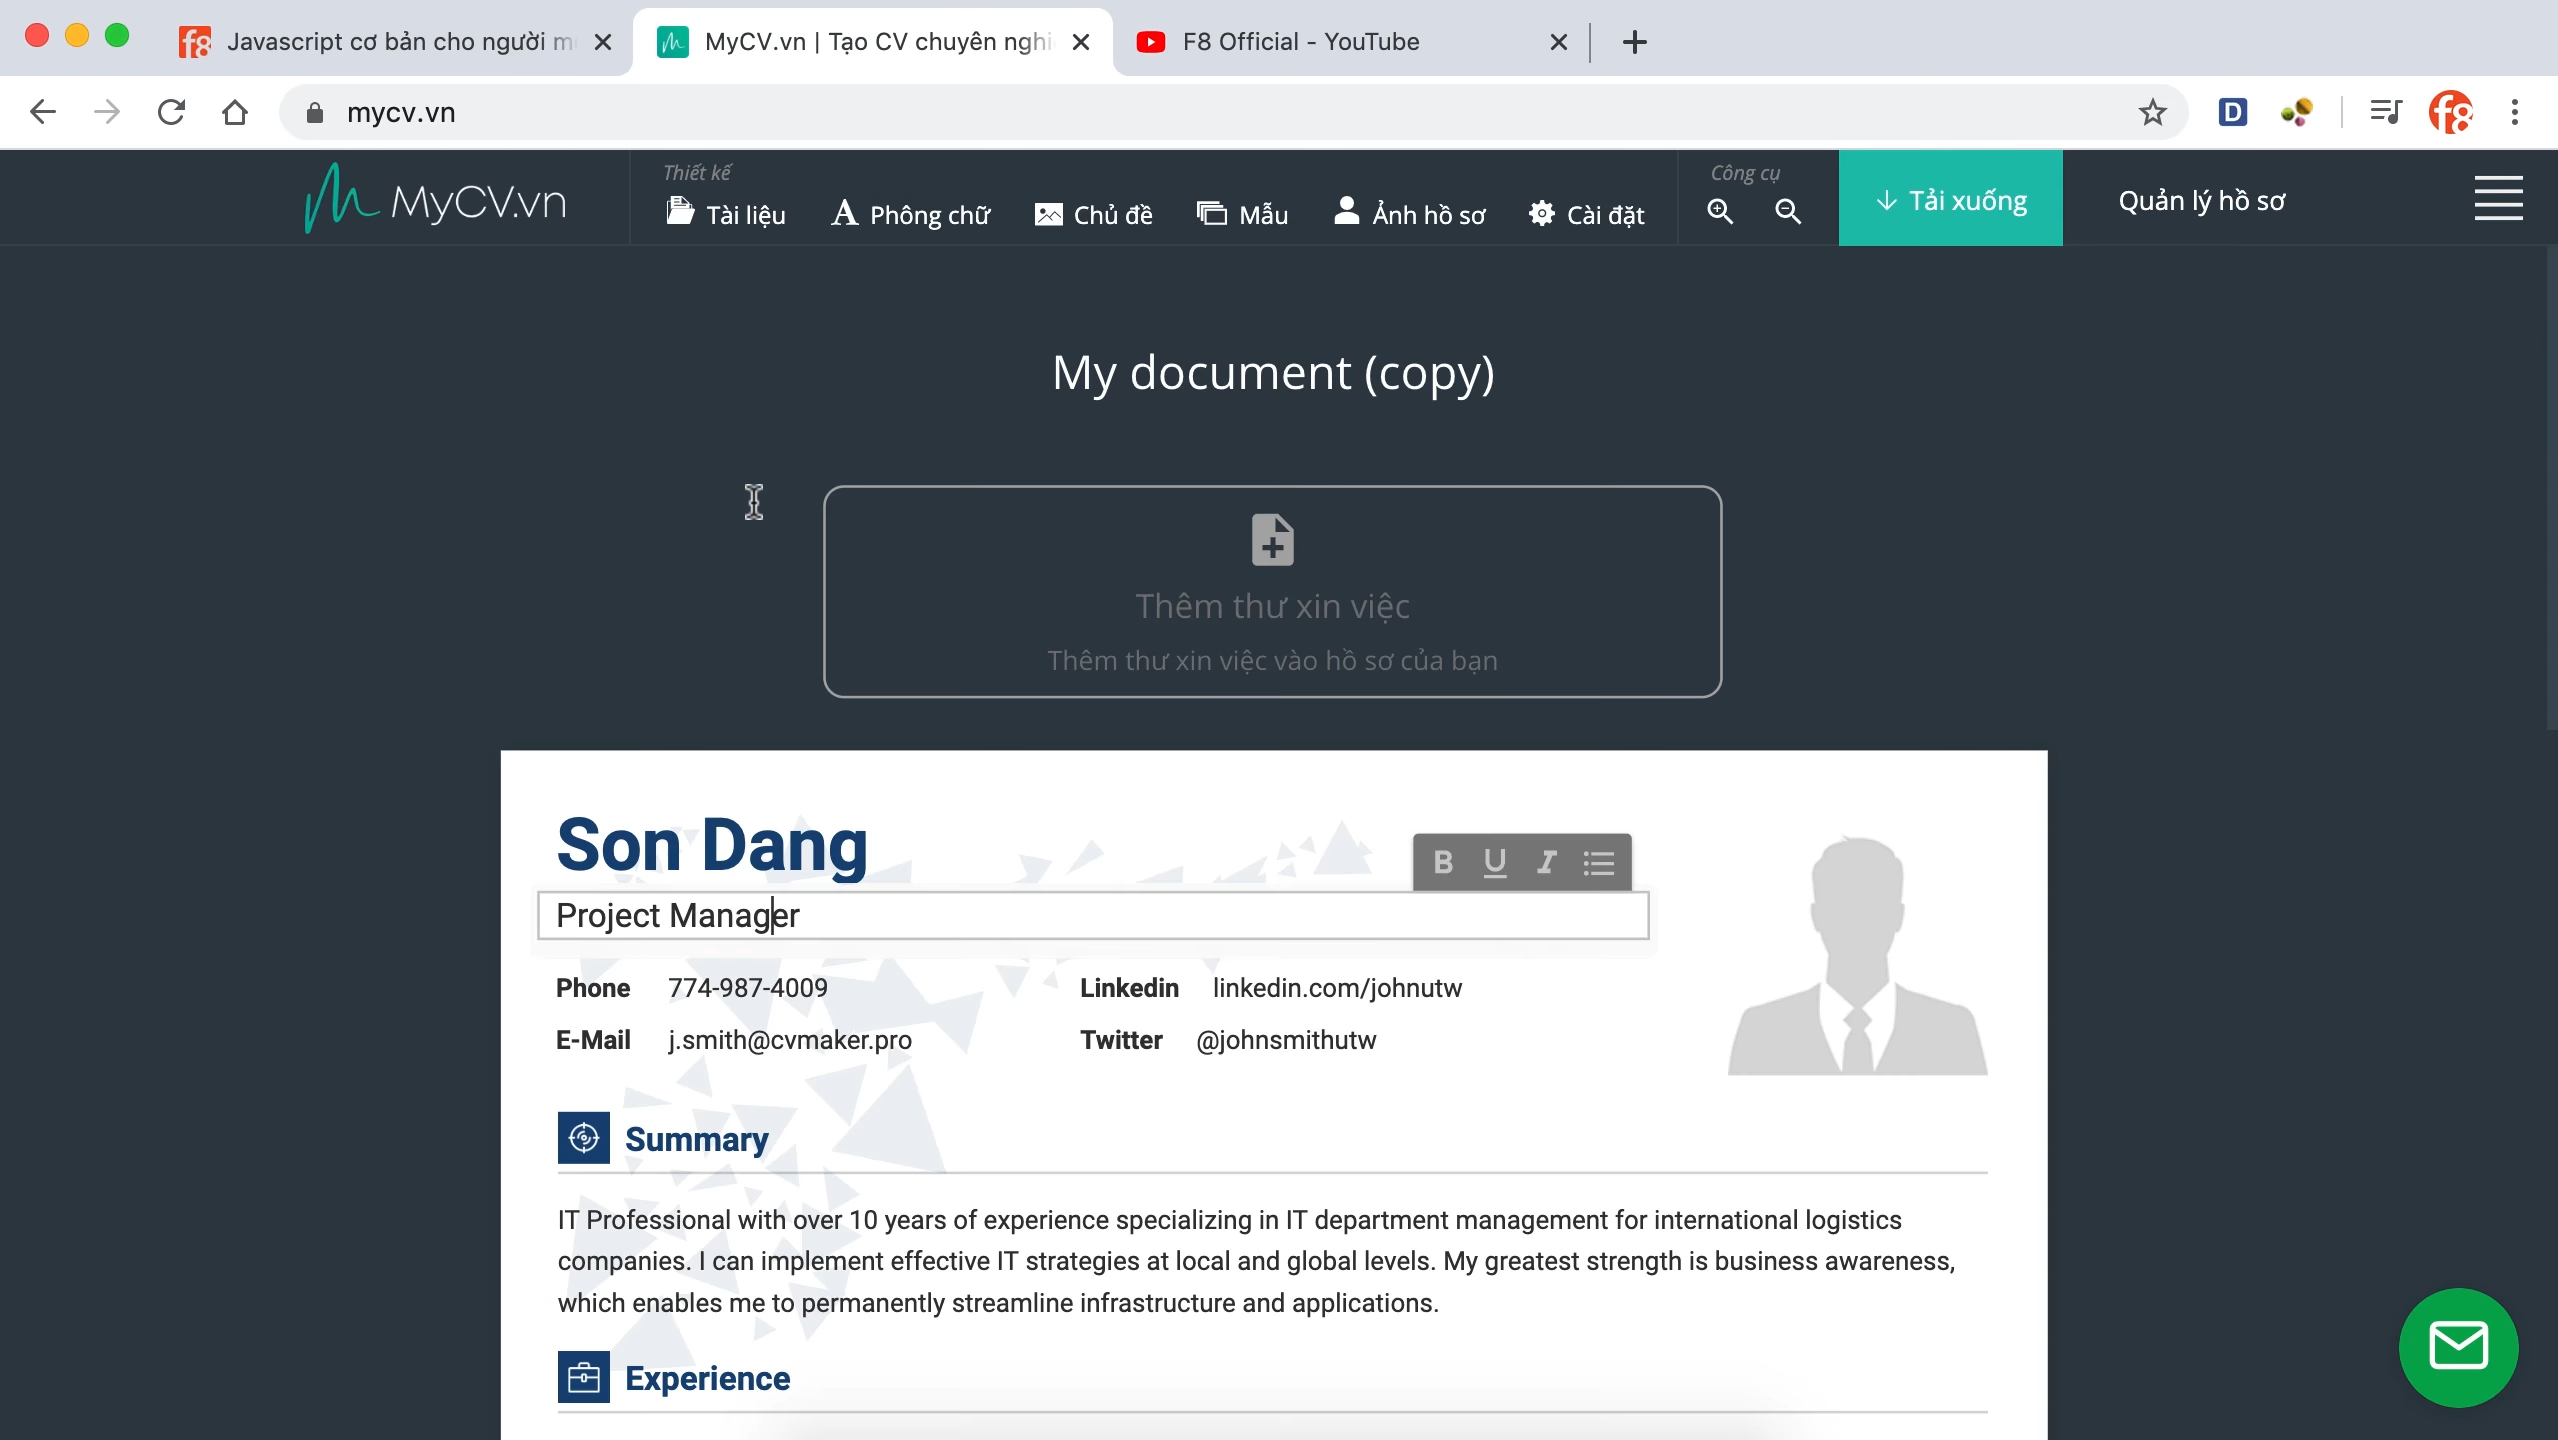 Javascript cơ bản cho người m
MyCV.vn | Tạo CV chuyên nghi
F8 Official - YouTube
mycv.vn
MyCV.vn
Thiết kế
Tài liệu
Phông chữ
Chủ đề
Mẫu
Ảnh hồ sơ
Cài đặt
Công cụ
Tải xuống
Quản lý hồ sơ
My document (copy)
Thêm thư xin việc
Thêm thư xin việc vào hồ sơ của bạn
Son Dang
B U I
Project Manager
Phone 774-987-4009
Linkedin linkedin.com/johnutw
E-Mail j.smith@cvmaker.pro
Twitter @johnsmithutw
Summary
IT Professional with over 10 years of experience specializing in IT department management for international logistics
companies. I can implement effective IT strategies at local and global levels. My greatest strength is business awareness,
which enables me to permanently streamline infrastructure and applications.
Experience